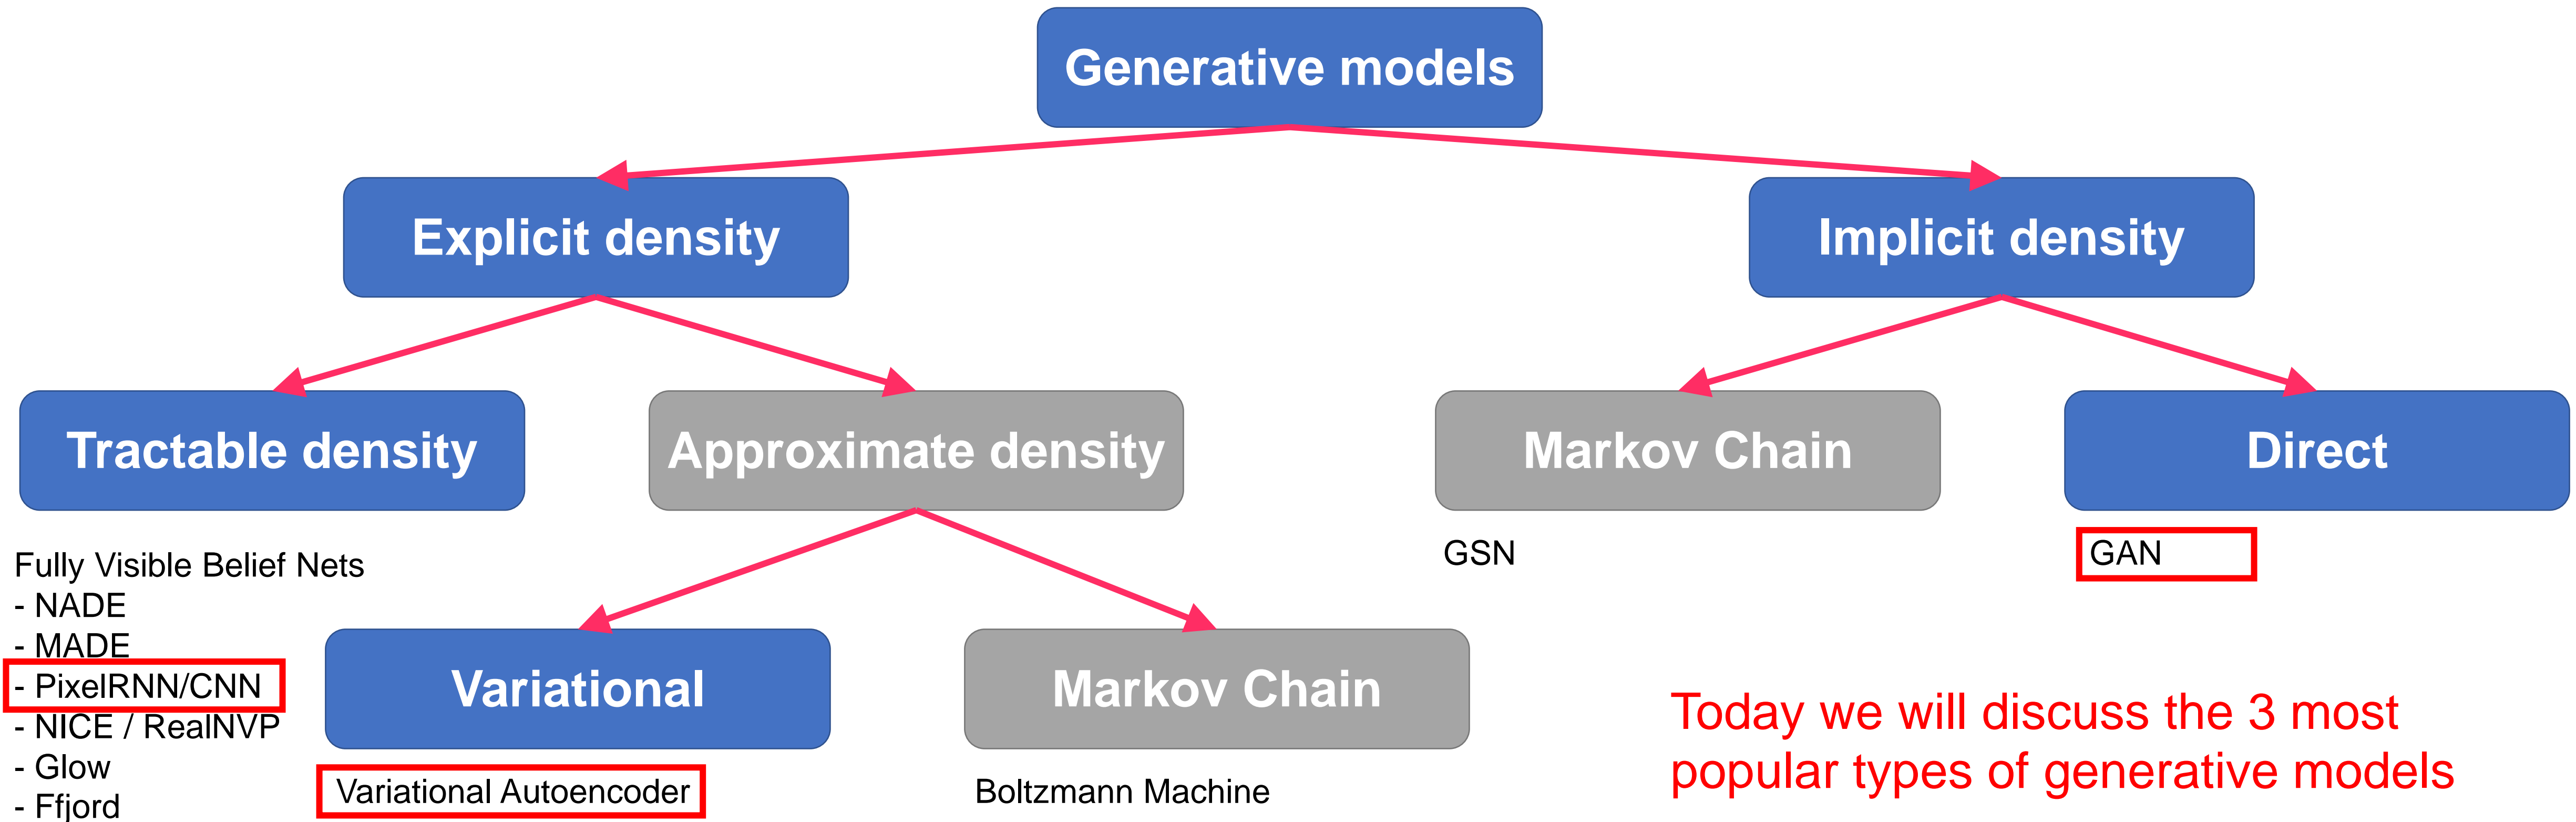 Generative models
Explicit density
Implicit density
Tractable density
Approximate density
Markov Chain
Direct
Fully Visible Belief Nets
- NADE
- MADE
- PixelRNN/CNN
- NICE / RealNVP
- Glow
- Ffjord
Variational
Variational Autoencoder
Markov Chain
Boltzmann Machine
GSN
GAN
Today we will discuss the 3 most
popular types of generative models